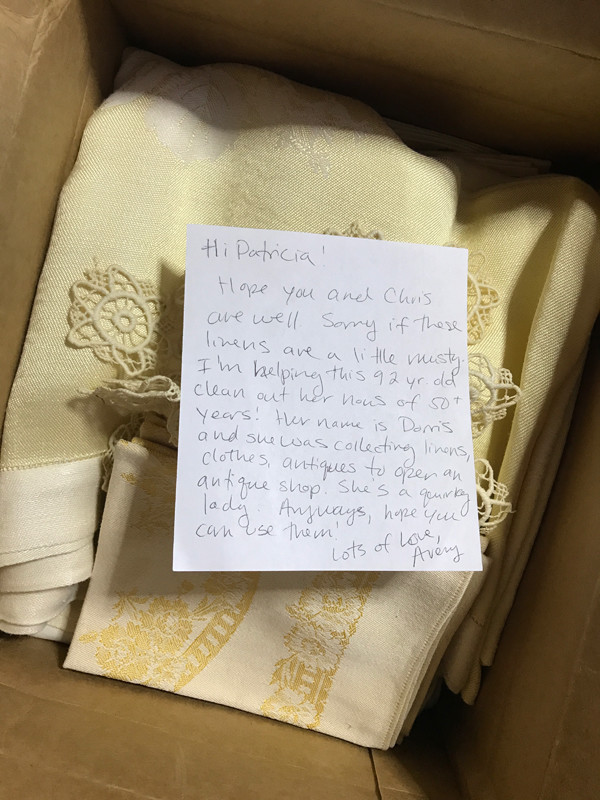 Hi Patricia!
Hope you and Chris
are well. Sorry if these
linens are a little musty.
I'm helping this 92 yr. old
clean out her hous of 50+
years! Her name is Dorris
and she was collecting linens,
clothes, antiques to open an
antique shop. She's a quirky
lady. Anyways, hope you
can use them!
Lots of Love,
Avery